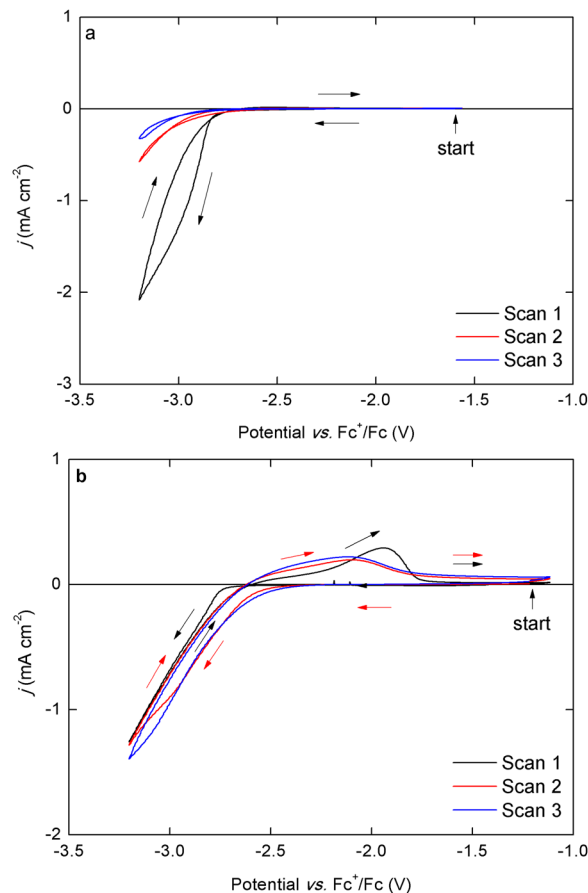 a
1
0
-1
-2
-3
j (mA cm-2)
start
Scan 1
Scan 2
Scan 3
-3.5 -3.0 -2.5 -2.0 -1.5 -1.0
Potential vs. Fc+/Fc (V)
b
1
0
-1
-2
j (mA cm-2)
start
Scan 1
Scan 2
Scan 3
-3.5 -3.0 -2.5 -2.0 -1.5 -1.0
Potential vs. Fc+/Fc (V)